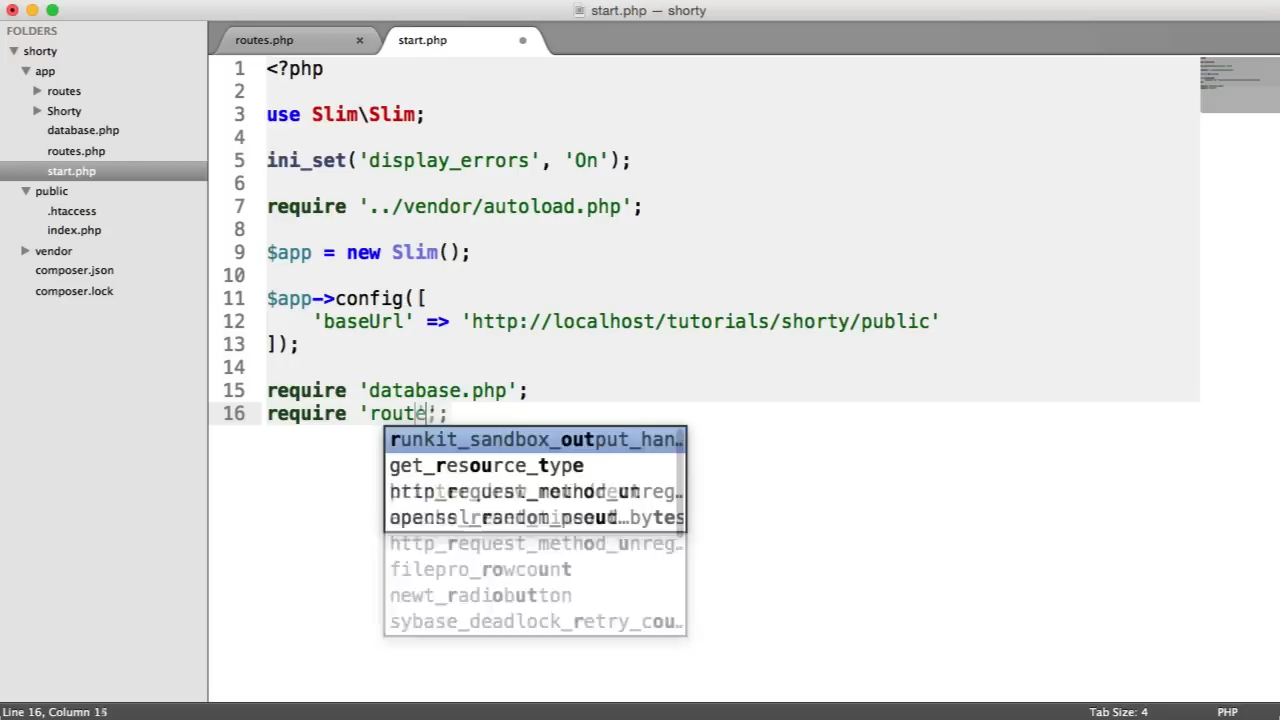 start.php — shorty
FOLDERS
shorty
app
routes
Shorty
database.php
routes.php
start.php
public
.htaccess
index.php
vendor
composer.json
composer.lock
routes.php ×
start.php
1 <?php
2
3 use Slim\Slim;
4
5 ini_set('display_errors', 'On');
6
7 require '../vendor/autoload.php';
8
9 $app = new Slim();
10
11 $app->config([
12 'baseUrl' => 'http://localhost/tutorials/shorty/public'
13 ]);
14
15 require 'database.php';
16 require 'route';
runkit_sandbox_output_han…
get_resource_type
http_request_method_unreg…
openssl_random_pseud…bytes
http_request_method_unreg…
filepro_rowcount
newt_radiobutton
sybase_deadlock_retry_cou…
Line 16, Column 15
Tab Size: 4
PHP